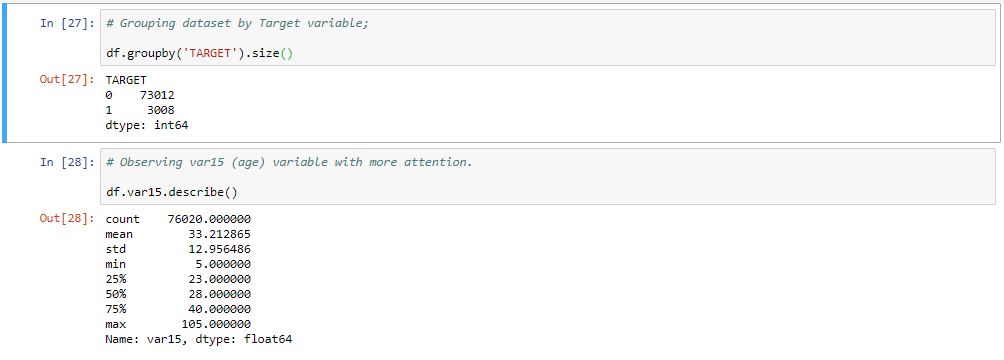 In [27]: # Grouping dataset by Target variable;
df.groupby('TARGET').size()
Out[27]: TARGET
0    73012
1     3008
dtype: int64
In [28]: # Observing var15 (age) variable with more attention.
df.var15.describe()
Out[28]: count    76020.000000
mean        33.212865
std         12.956486
min          5.000000
25%         23.000000
50%         28.000000
75%         40.000000
max        105.000000
Name: var15, dtype: float64